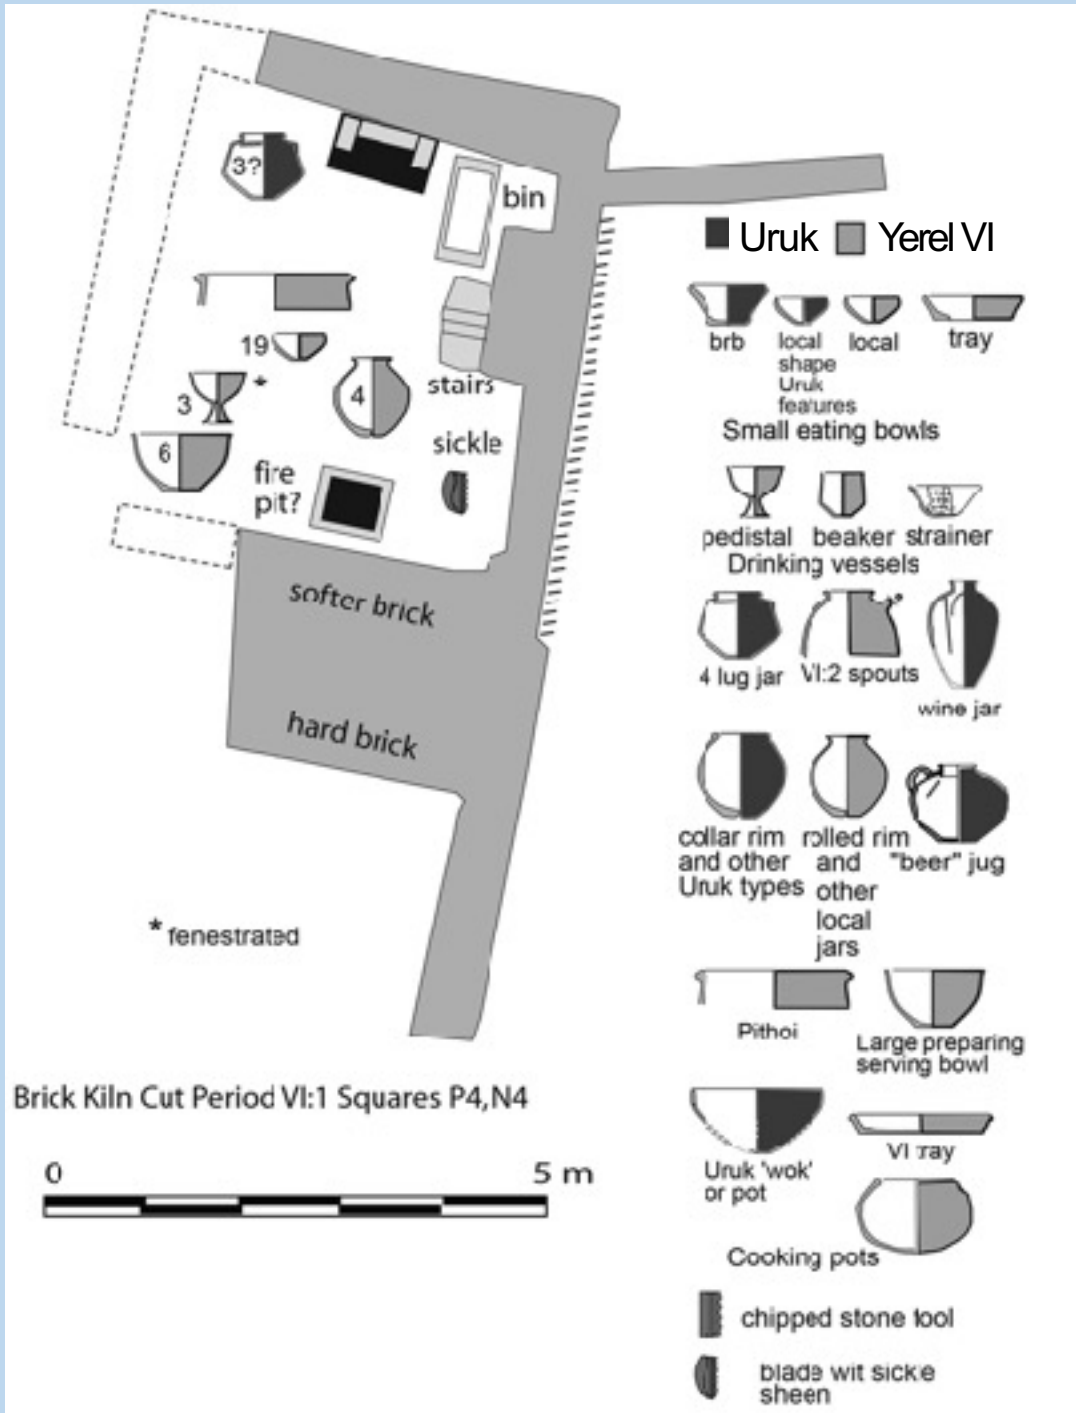 3?
bin
Uruk Yerel VI
brb
local
shape
Uruk
features
local
tray
Small eating bowls
19
3
*
4
stairs
6
sickle
fire
pit?
pedistal beaker strainer
Drinking vessels
softer brick
4 lug jar VI:2 spouts
wine jar
hard brick
collar rim
and other
Uruk types
rolled rim
and
other
local
jars
"beer" jug
* fenestrated
Pithoi
Large preparing
serving bowl
Brick Kiln Cut Period VI:1 Squares P4,N4
0 5 m
Uruk 'wok'
or pot
VI tray
Cooking pots
chipped stone tool
blade wit sickle
sheen